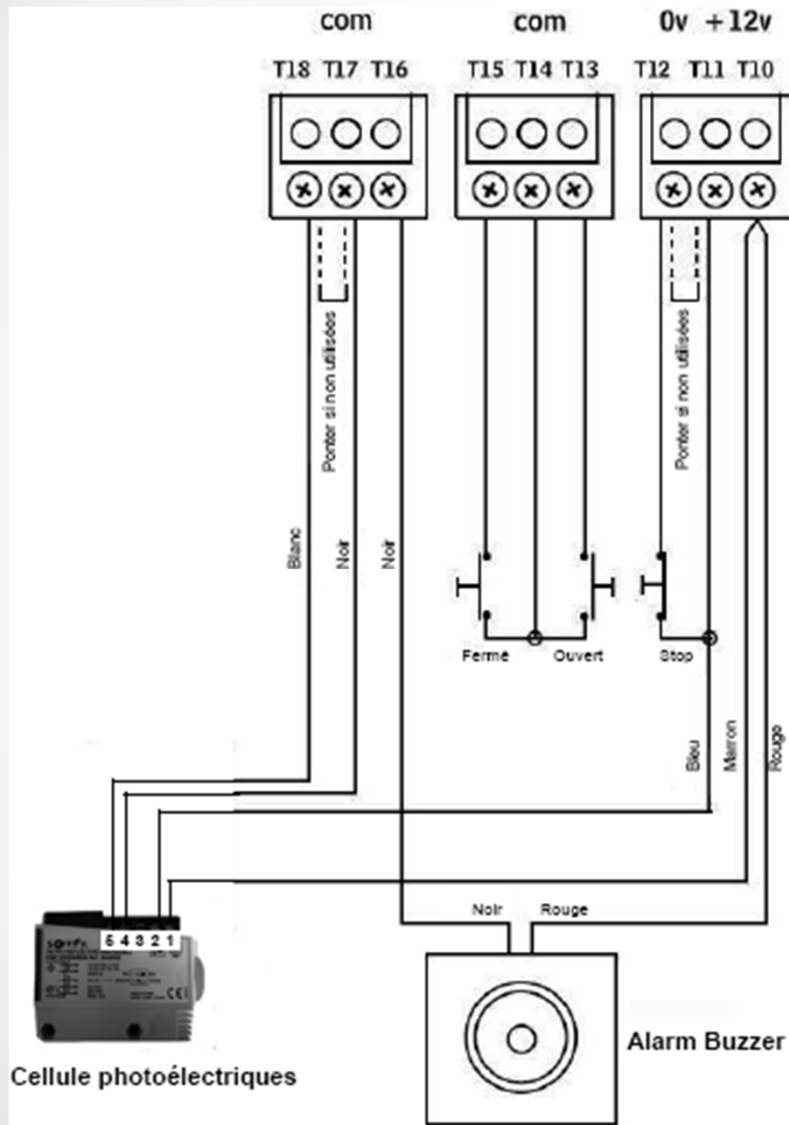 com
com
0v +12v
T18 T17 T16
T15 T14 T13
T12 T11 T10
Ponter si non utilisées
Ponter si non utilisées
Blanc
Noir
Noir
Fermé
Ouvert
Stop
Bleu
Marron
Rouge
Noir
Rouge
somfy
5 4 3 2 1
CE
Alarm Buzzer
Cellule photoélectriques